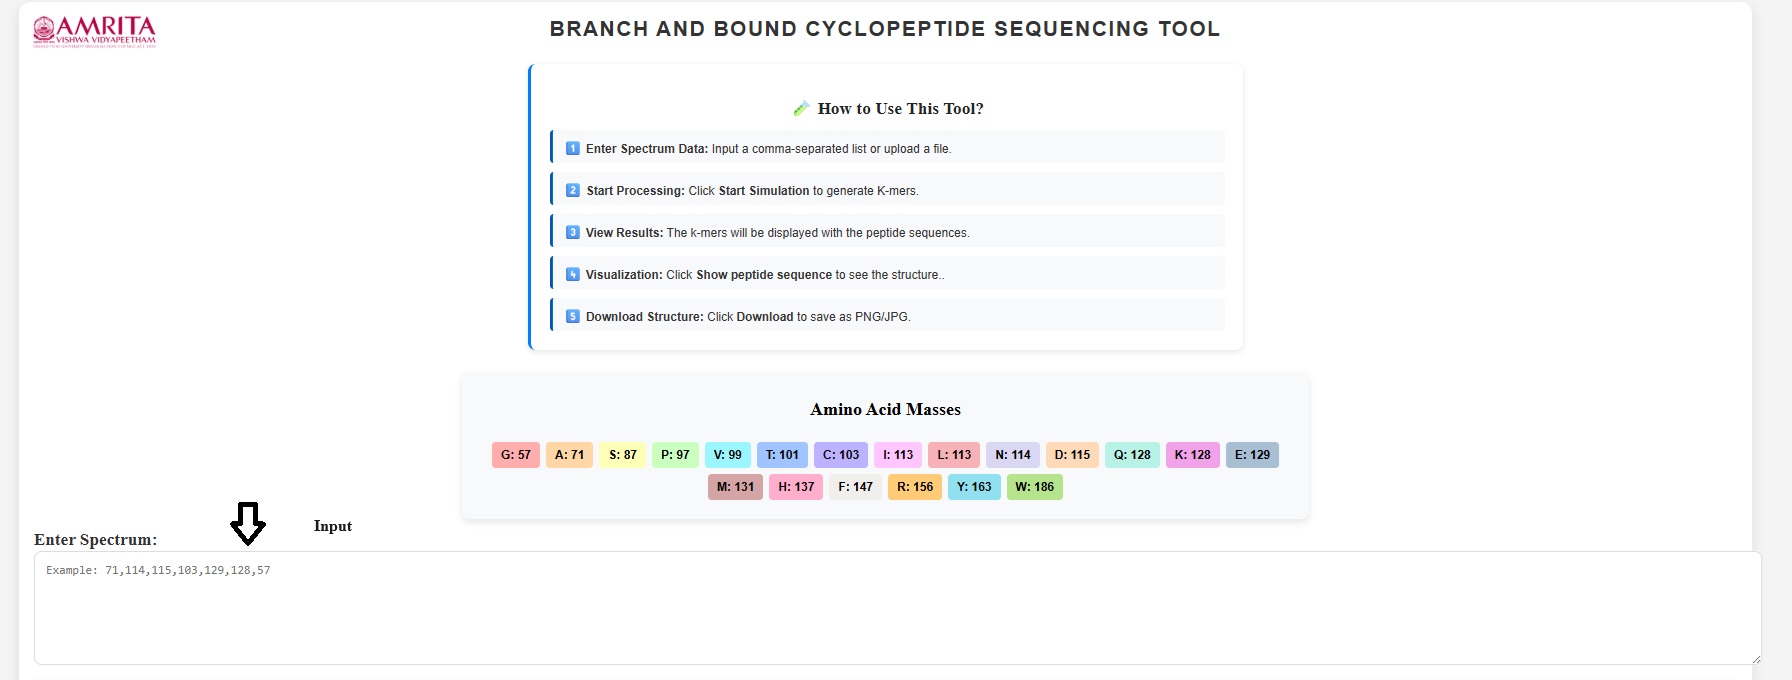 AMRITA
VISHWA VIDYAPEETHAM
BRANCH AND BOUND CYCLOPEPTIDE SEQUENCING TOOL
How to Use This Tool?
1 Enter Spectrum Data: Input a comma-separated list or upload a file.
2 Start Processing: Click Start Simulation to generate K-mers.
3 View Results: The k-mers will be displayed with the peptide sequences.
4 Visualization: Click Show peptide sequence to see the structure..
5 Download Structure: Click Download to save as PNG/JPG.
Amino Acid Masses
G: 57 A: 71 S: 87 P: 97 V: 99 T: 101 C: 103 I: 113 L: 113 N: 114 D: 115 Q: 128 K: 128 E: 129
M: 131 H: 137 F: 147 R: 156 Y: 163 W: 186
Input
Enter Spectrum:
Example: 71,114,115,103,129,128,57